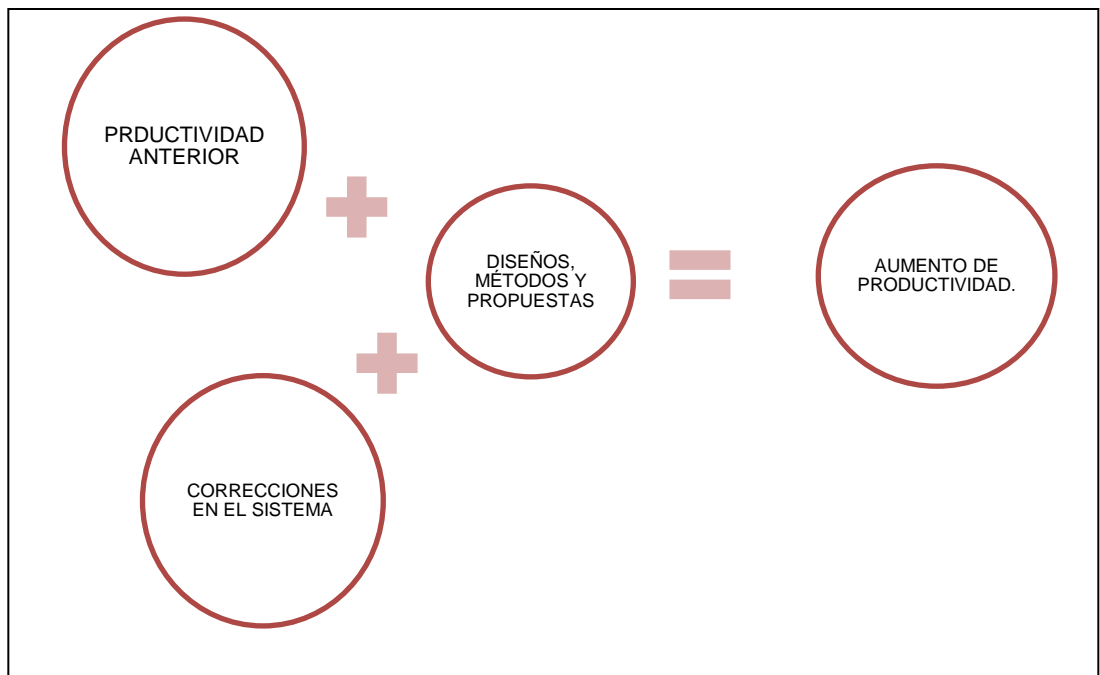 PRDUCTIVIDAD
ANTERIOR
DISEÑOS,
MÉTODOS Y
PROPUESTAS
AUMENTO DE
PRODUCTIVIDAD.
CORRECCIONES
EN EL SISTEMA